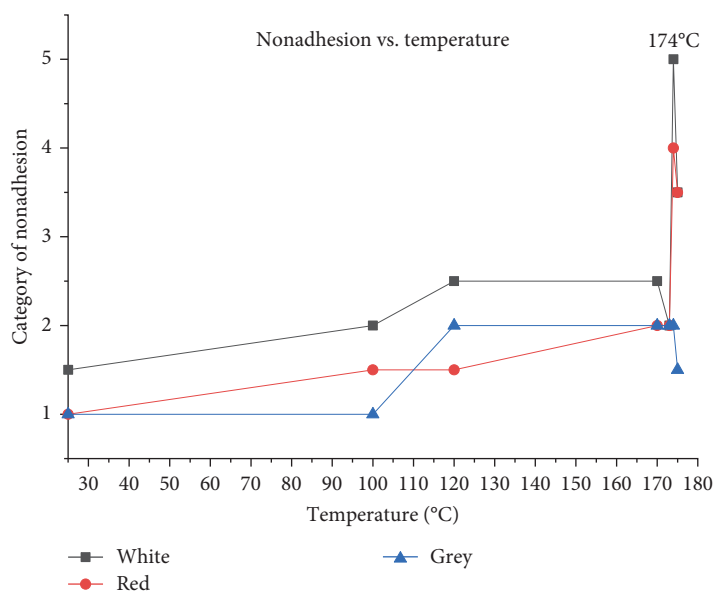 Nonadhesion vs. temperature
174°C
5
4
3
2
1
Category of nonadhesion
30 40 50 60 70 80 90 100 110 120 130 140 150 160 170 180
Temperature (°C)
White
Grey
Red